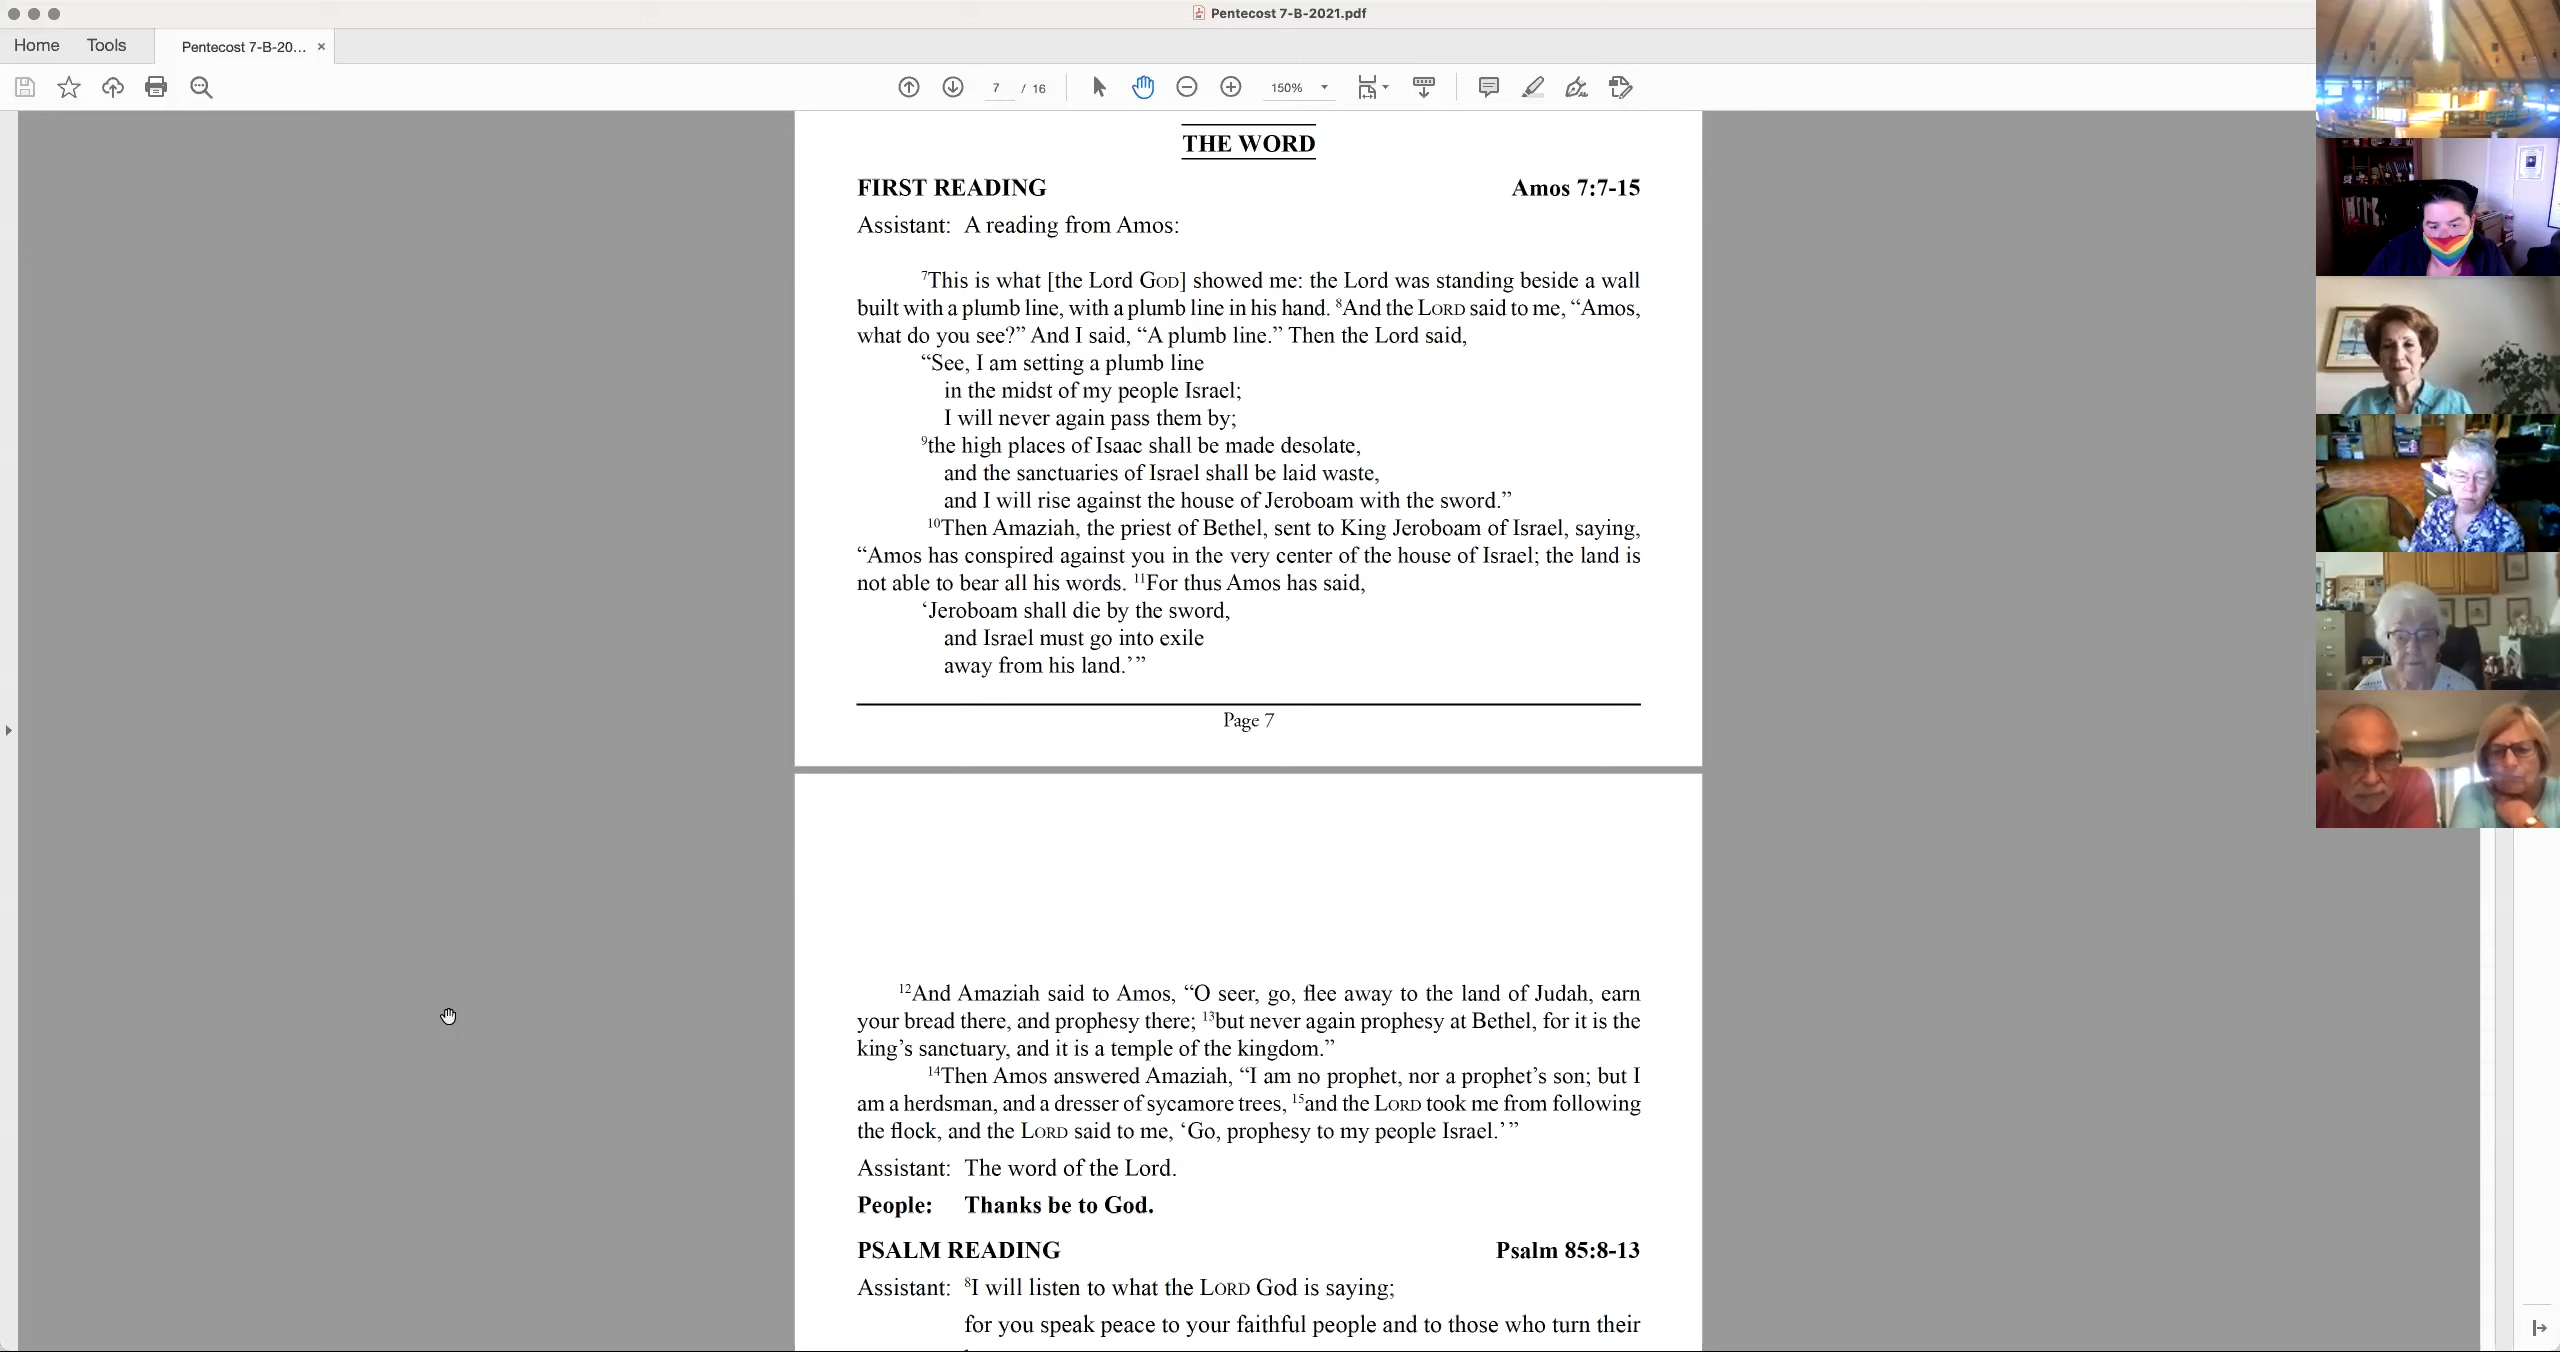 Pentecost 7-B-2021.pdf
Home Tools Pentecost 7-B-20... ×
7 / 16 150%
THE WORD
FIRST READING Amos 7:7-15
Assistant: A reading from Amos:
⁷This is what [the Lord GOD] showed me: the Lord was standing beside a wall
built with a plumb line, with a plumb line in his hand. ⁸And the LORD said to me, “Amos,
what do you see?” And I said, “A plumb line.” Then the Lord said,
“See, I am setting a plumb line
in the midst of my people Israel;
I will never again pass them by;
⁹the high places of Isaac shall be made desolate,
and the sanctuaries of Israel shall be laid waste,
and I will rise against the house of Jeroboam with the sword.”
¹⁰Then Amaziah, the priest of Bethel, sent to King Jeroboam of Israel, saying,
“Amos has conspired against you in the very center of the house of Israel; the land is
not able to bear all his words. ¹¹For thus Amos has said,
‘Jeroboam shall die by the sword,
and Israel must go into exile
away from his land.’”
Page 7
¹²And Amaziah said to Amos, “O seer, go, flee away to the land of Judah, earn
your bread there, and prophesy there; ¹³but never again prophesy at Bethel, for it is the
king’s sanctuary, and it is a temple of the kingdom.”
¹⁴Then Amos answered Amaziah, “I am no prophet, nor a prophet’s son; but I
am a herdsman, and a dresser of sycamore trees, ¹⁵and the LORD took me from following
the flock, and the LORD said to me, ‘Go, prophesy to my people Israel.’”
Assistant: The word of the Lord.
People: Thanks be to God.
PSALM READING Psalm 85:8-13
Assistant: ⁸I will listen to what the LORD God is saying;
for you speak peace to your faithful people and to those who turn their